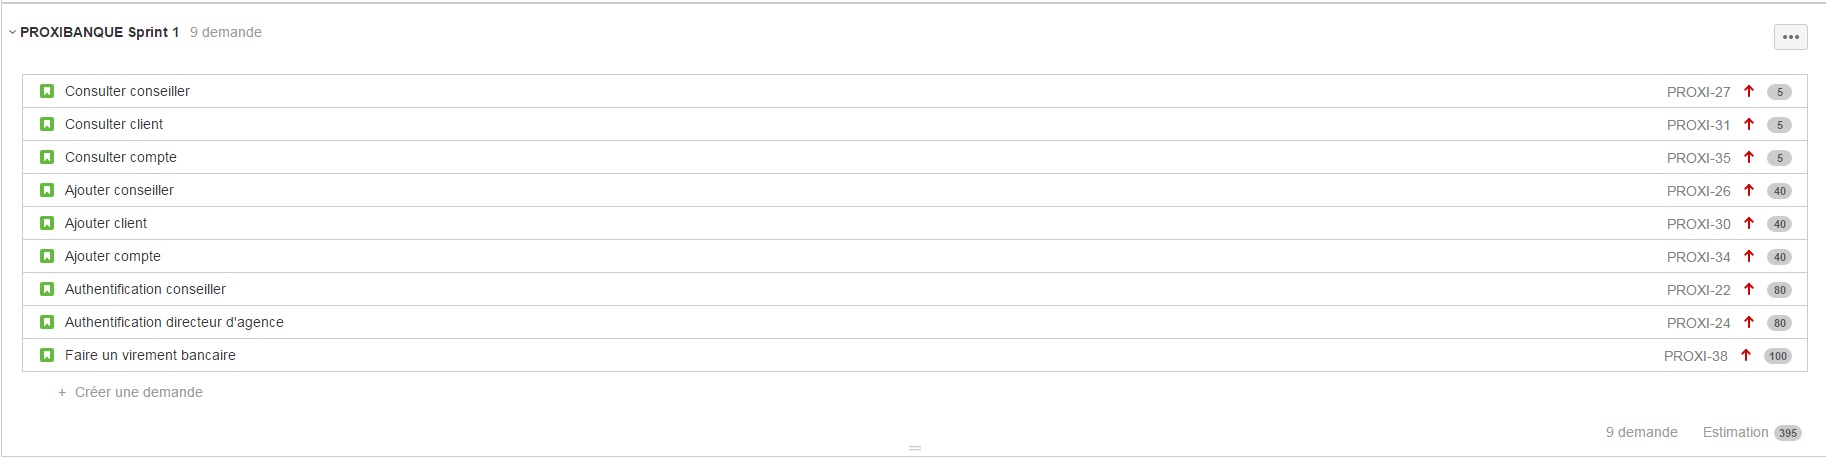 PROXIBANQUE Sprint 1 9 demande
•••
Consulter conseiller PROXI-27 5
Consulter client PROXI-31 5
Consulter compte PROXI-35 5
Ajouter conseiller PROXI-26 40
Ajouter client PROXI-30 40
Ajouter compte PROXI-34 40
Authentification conseiller PROXI-22 80
Authentification directeur d'agence PROXI-24 80
Faire un virement bancaire PROXI-38 100
+ Créer une demande
9 demande Estimation 395